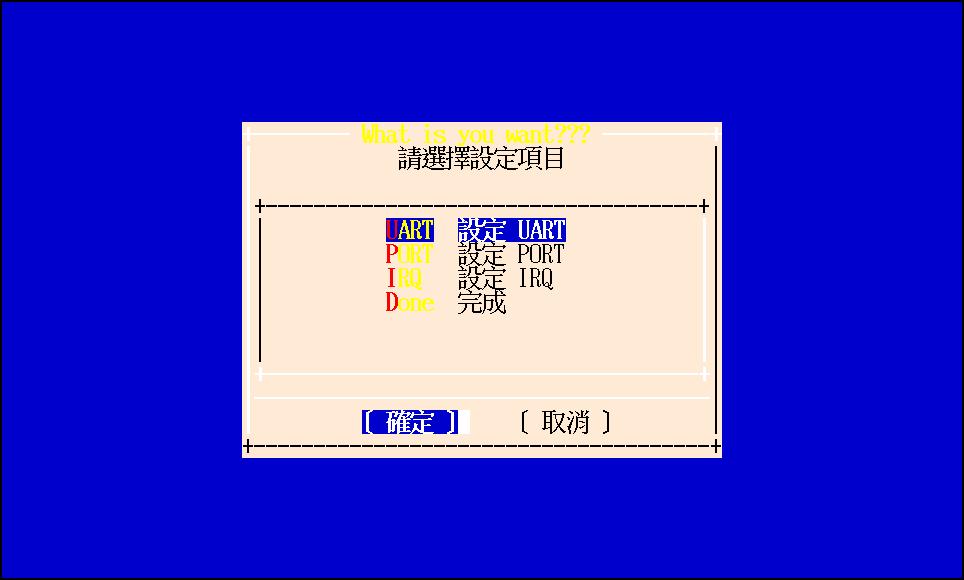 What is you want???
請選擇設定項目
UART 設定 UART
PORT 設定 PORT
IRQ 設定 IRQ
Done 完成
[ 確定 ] [ 取消 ]